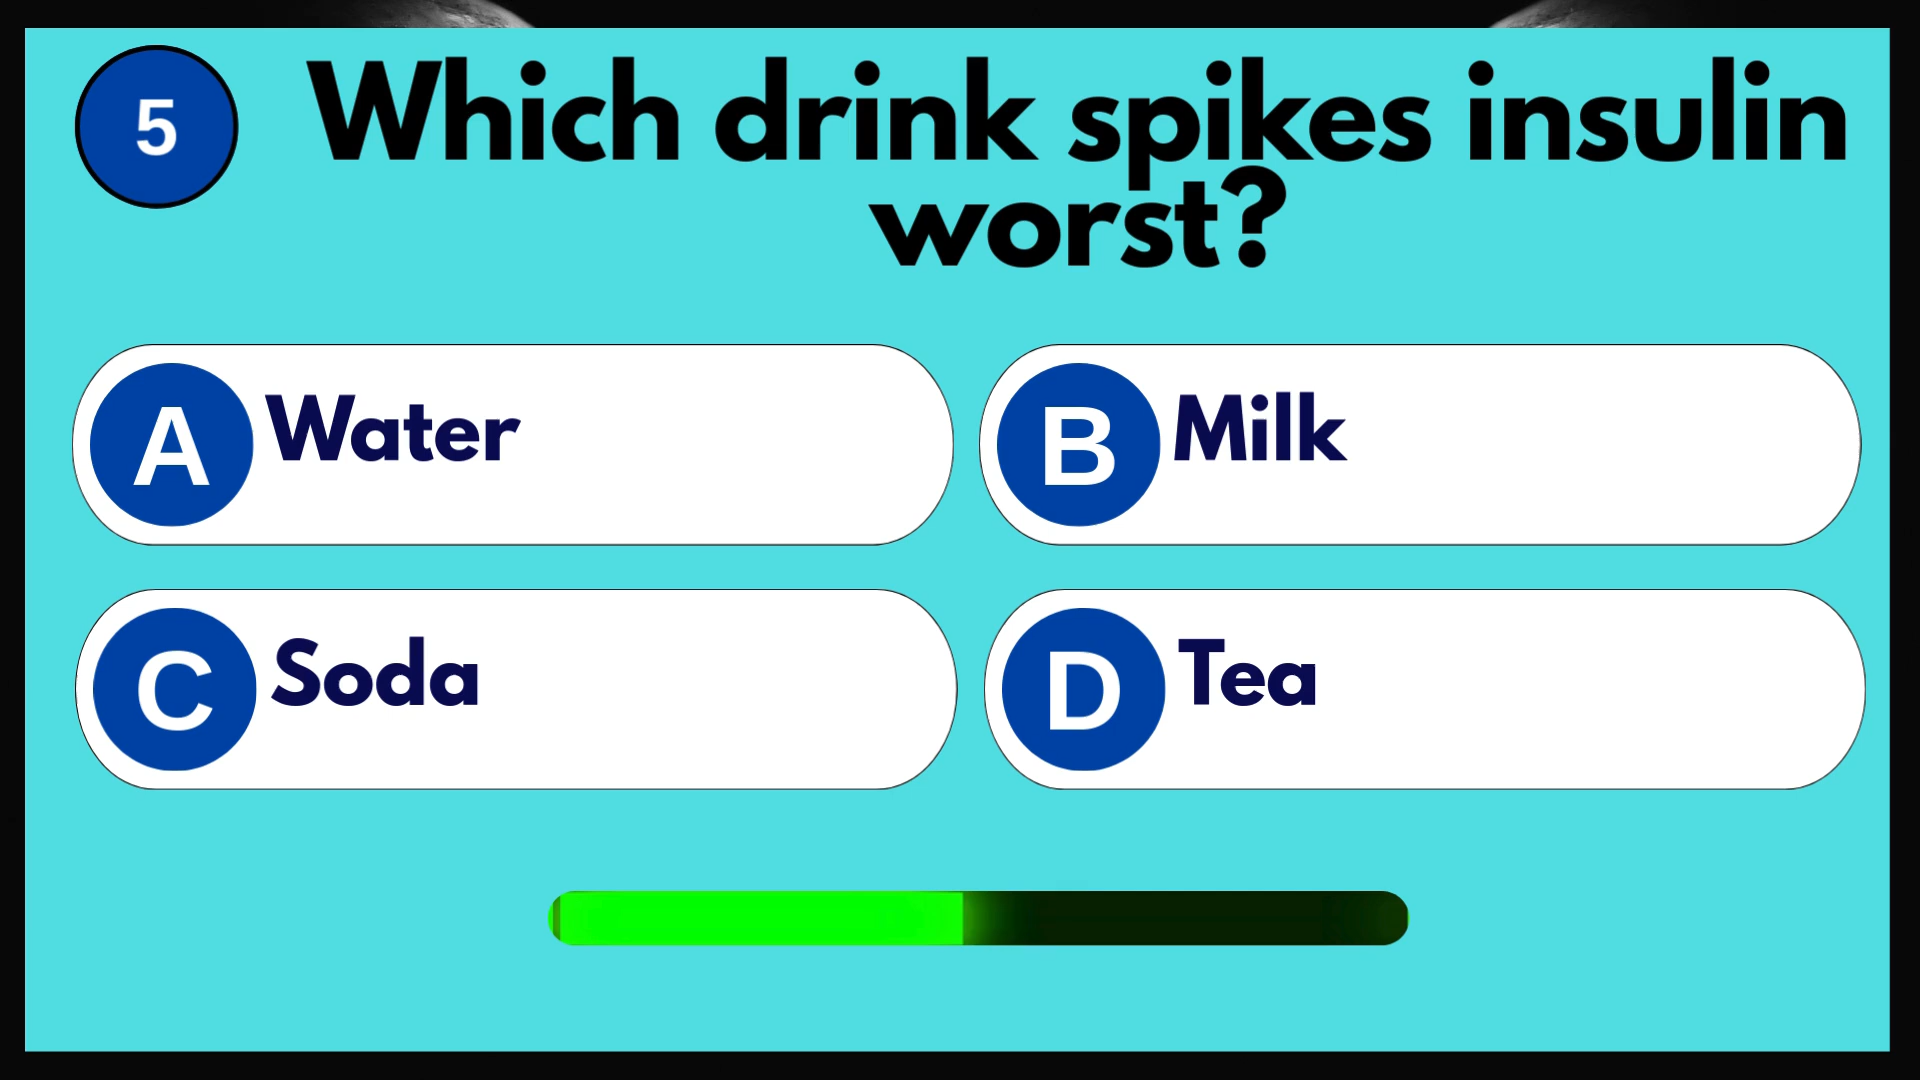 5
Which drink spikes insulin
worst?
A Water
B Milk
C Soda
D Tea